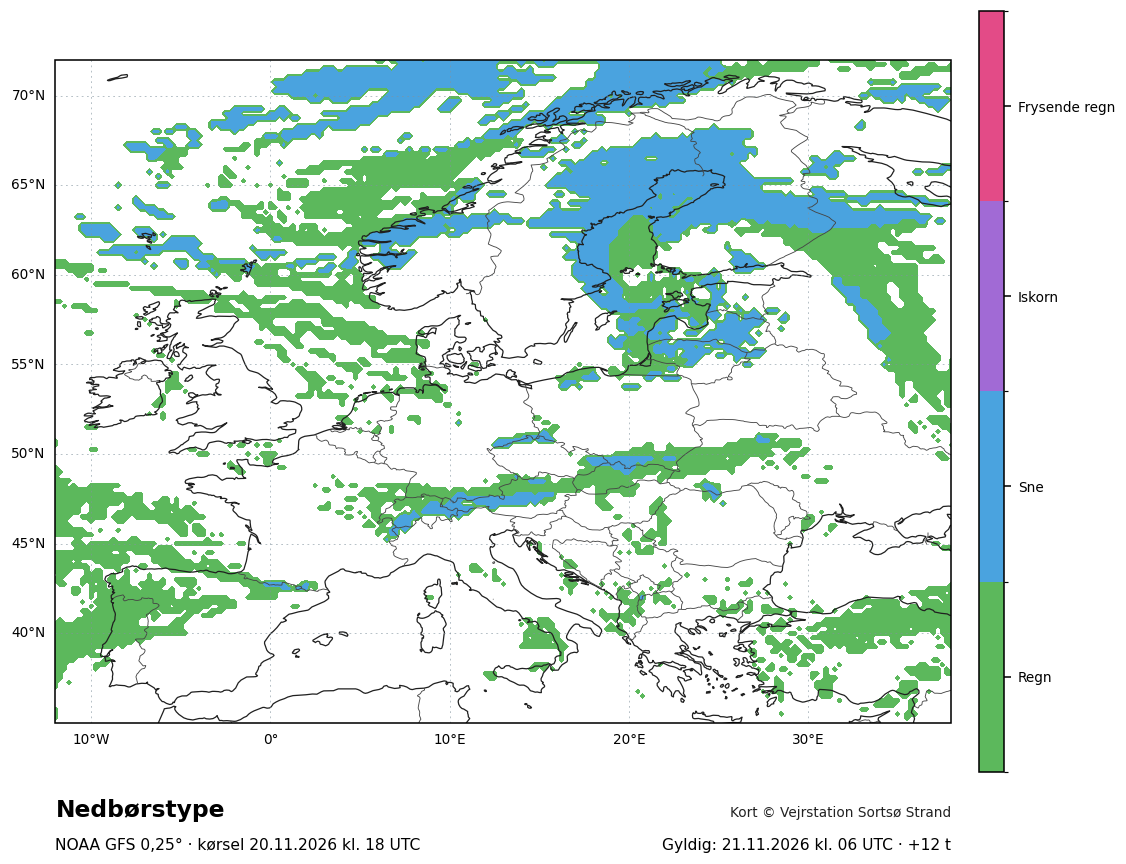 Frysende regn
Iskorn
Sne
Regn
70°N
65°N
60°N
55°N
50°N
45°N
40°N
10°W
0°
10°E
20°E
30°E
Nedbørstype
Kort © Vejrstation Sortsø Strand
NOAA GFS 0,25° · kørsel 20.11.2026 kl. 18 UTC
Gyldig: 21.11.2026 kl. 06 UTC · +12 t